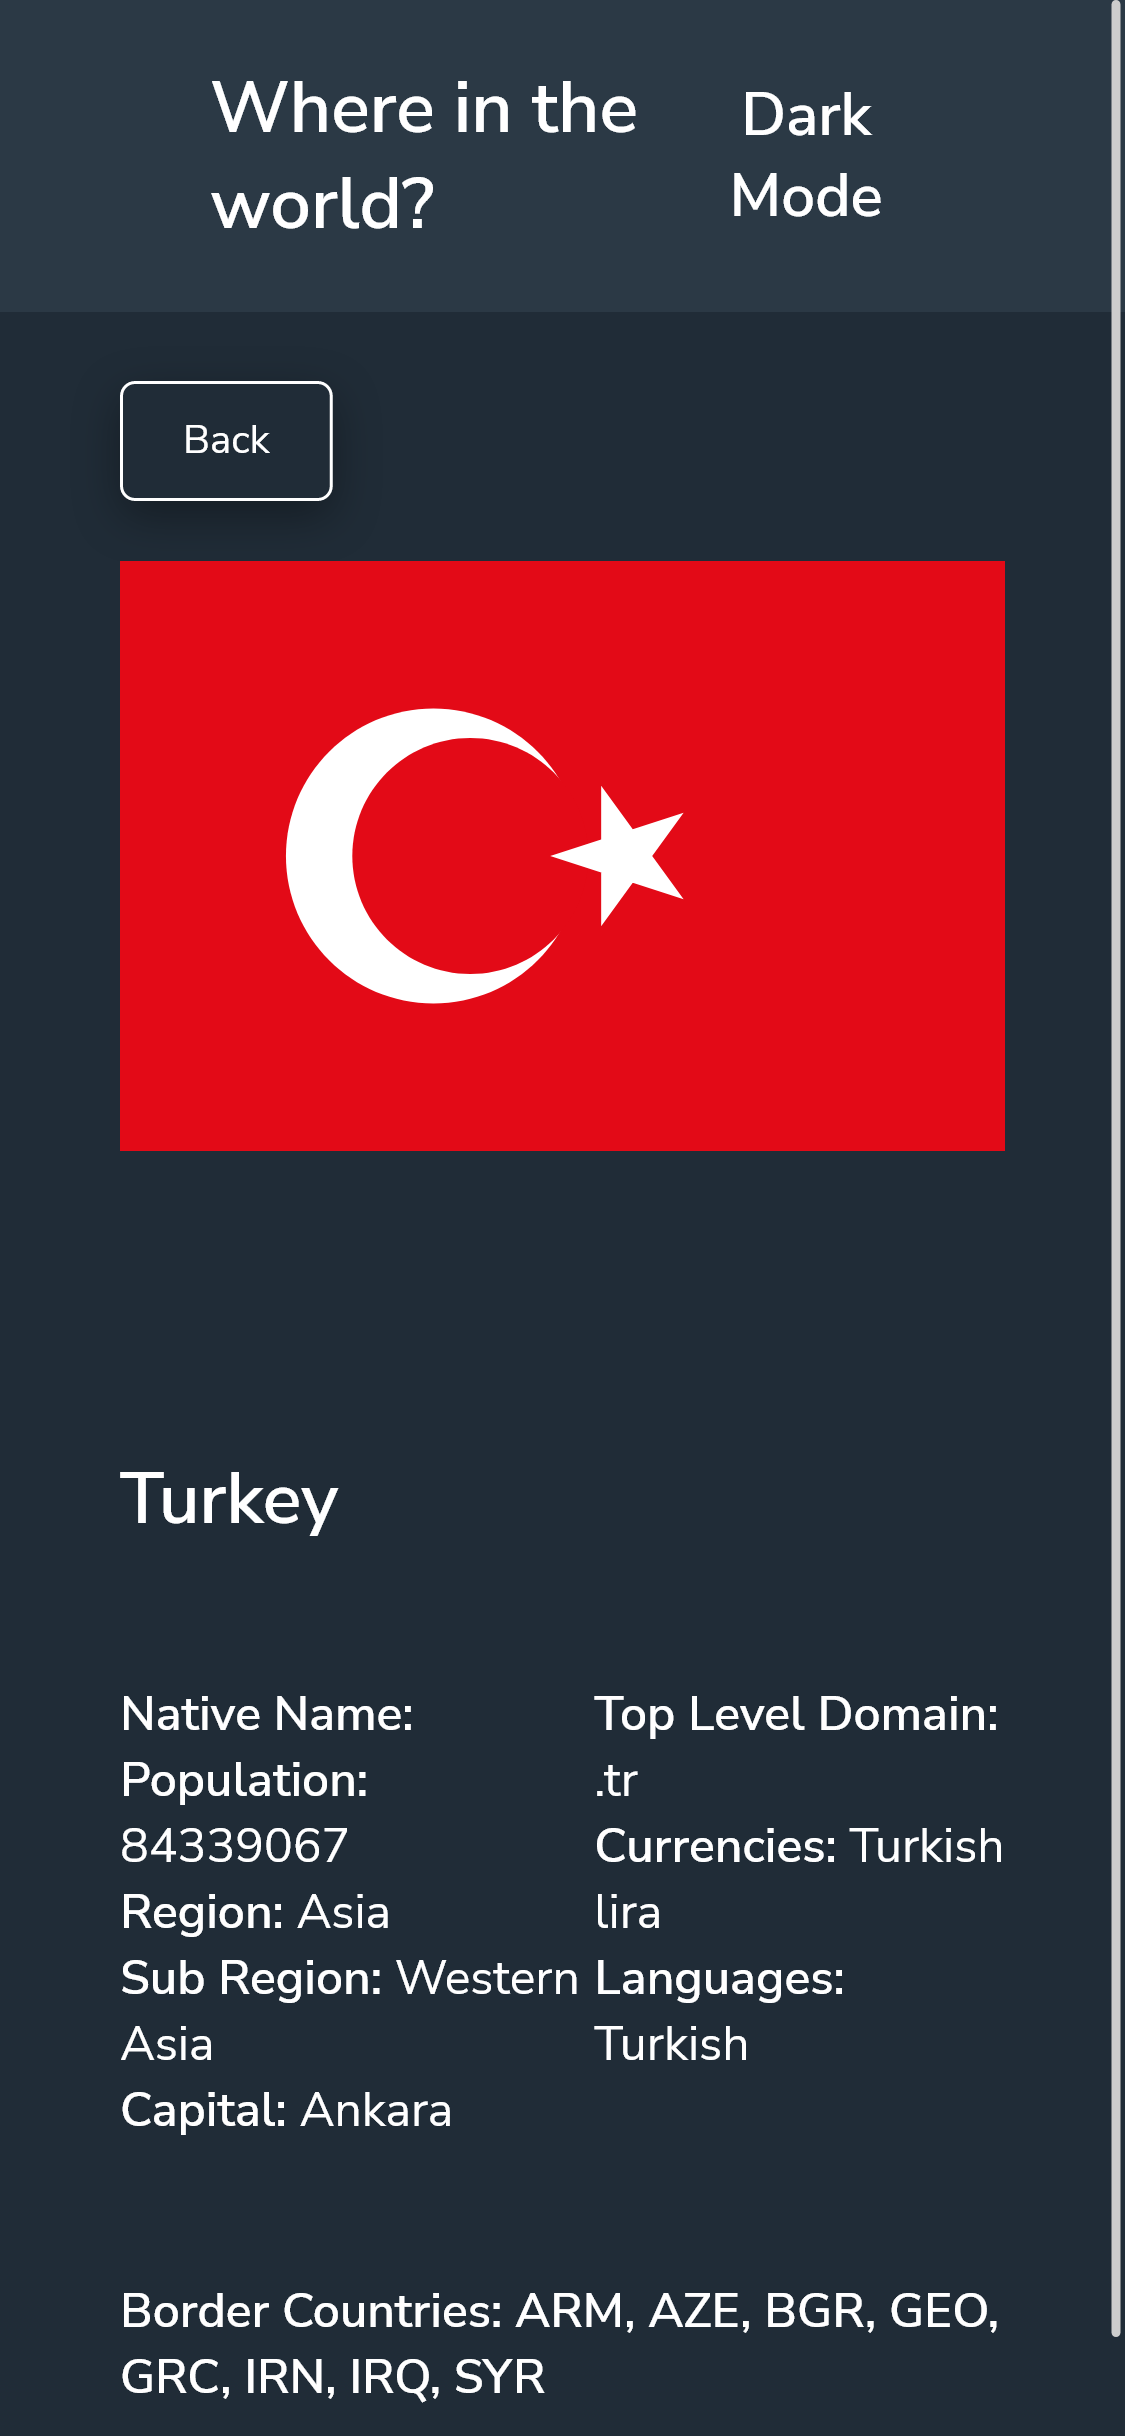 Where in the
world?
Dark
Mode
Back
Turkey
Native Name:
Population:
84339067
Region: Asia
Sub Region: Western
Asia
Capital: Ankara
Top Level Domain:
.tr
Currencies: Turkish
lira
Languages:
Turkish
Border Countries: ARM, AZE, BGR, GEO,
GRC, IRN, IRQ, SYR